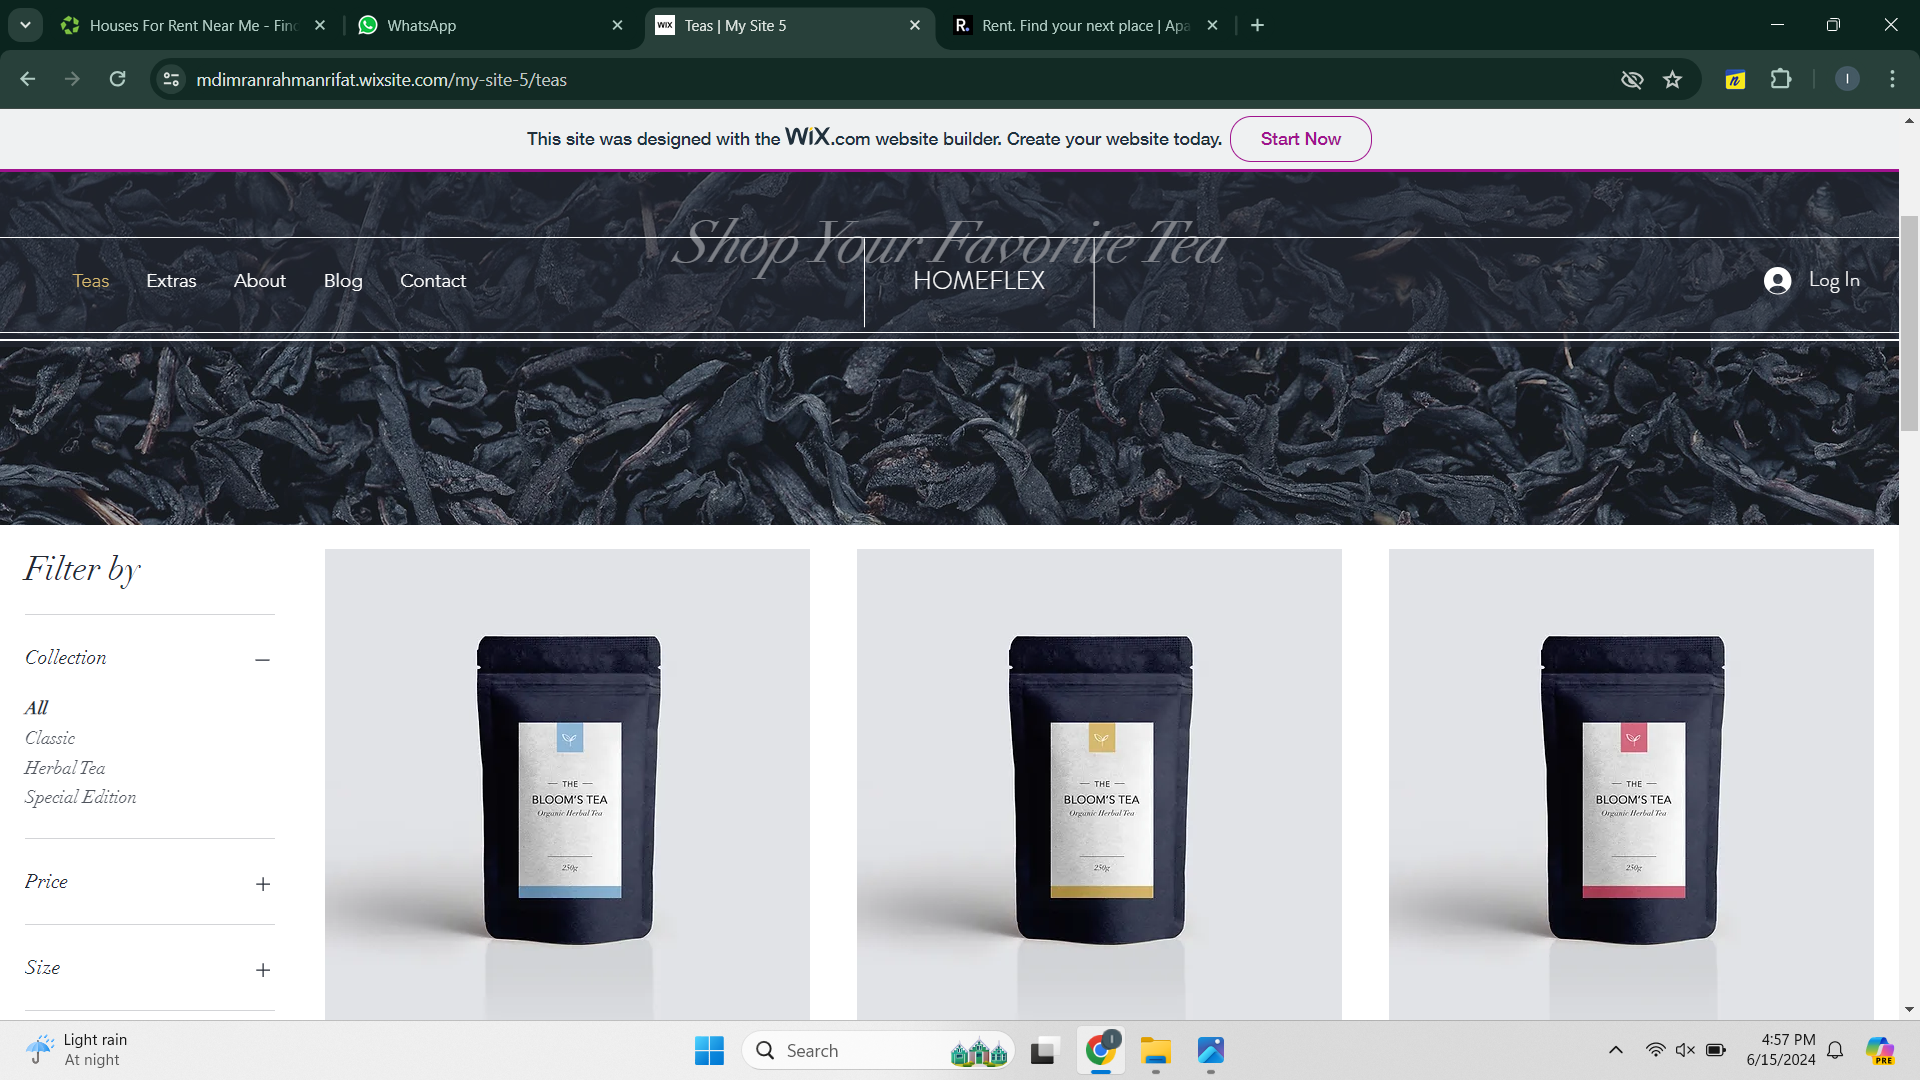 Houses For Rent Near Me - Finc
WhatsApp
WiX
Teas | My Site 5
R.
Rent. Find your next place | Apa
mdimranrahmanrifat.wixsite.com/my-site-5/teas
n
I
This site was designed with the WiX.com website builder. Create your website today.
Start Now
Shop Your Favorite Tea
Teas
Extras
About
Blog
Contact
HOMEFLEX
Log In
Filter by
Collection
All
Classic
Herbal Tea
Special Edition
Price
Size
THE
BLOOM'S TEA
Organic Herbal Tea
250g
THE
BLOOM'S TEA
Organic Herbal Tea
250g
THE
BLOOM'S TEA
Organic Herbal Tea
250g
Light rain
At night
Search
I
4:57 PM
6/15/2024
PRE